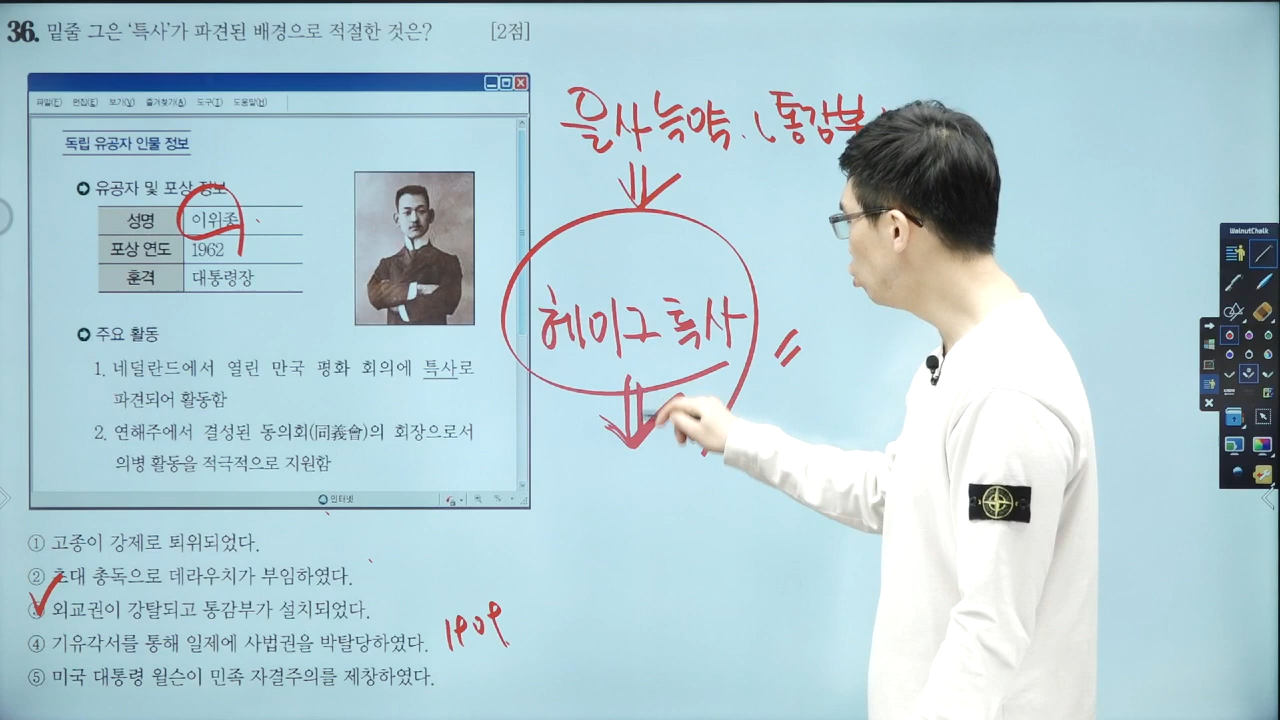 36. 밑줄 그은 '특사'가 파견된 배경으로 적절한 것은? [2점]
파일(F) 편집(E) 보기(V) 즐겨찾기(A) 도구(T) 도움말(H)
독립 유공자 인물 정보
유공자 및 포상 정보
성명 이위종
포상 연도 1962
훈격 대통령장
주요 활동
1. 네덜란드에서 열린 만국 평화 회의에 특사로
파견되어 활동함
2. 연해주에서 결성된 동의회(同義會)의 회장으로서
의병 활동을 적극적으로 지원함
인터넷
① 고종이 강제로 퇴위되었다.
② 초대 총독으로 데라우치가 부임하였다.
③ 외교권이 강탈되고 통감부가 설치되었다.
④ 기유각서를 통해 일제에 사법권을 박탈당하였다.
1909
⑤ 미국 대통령 윌슨이 민족 자결주의를 제창하였다.
을사늑약. (통감부
헤이그 특사
WalnutChalk